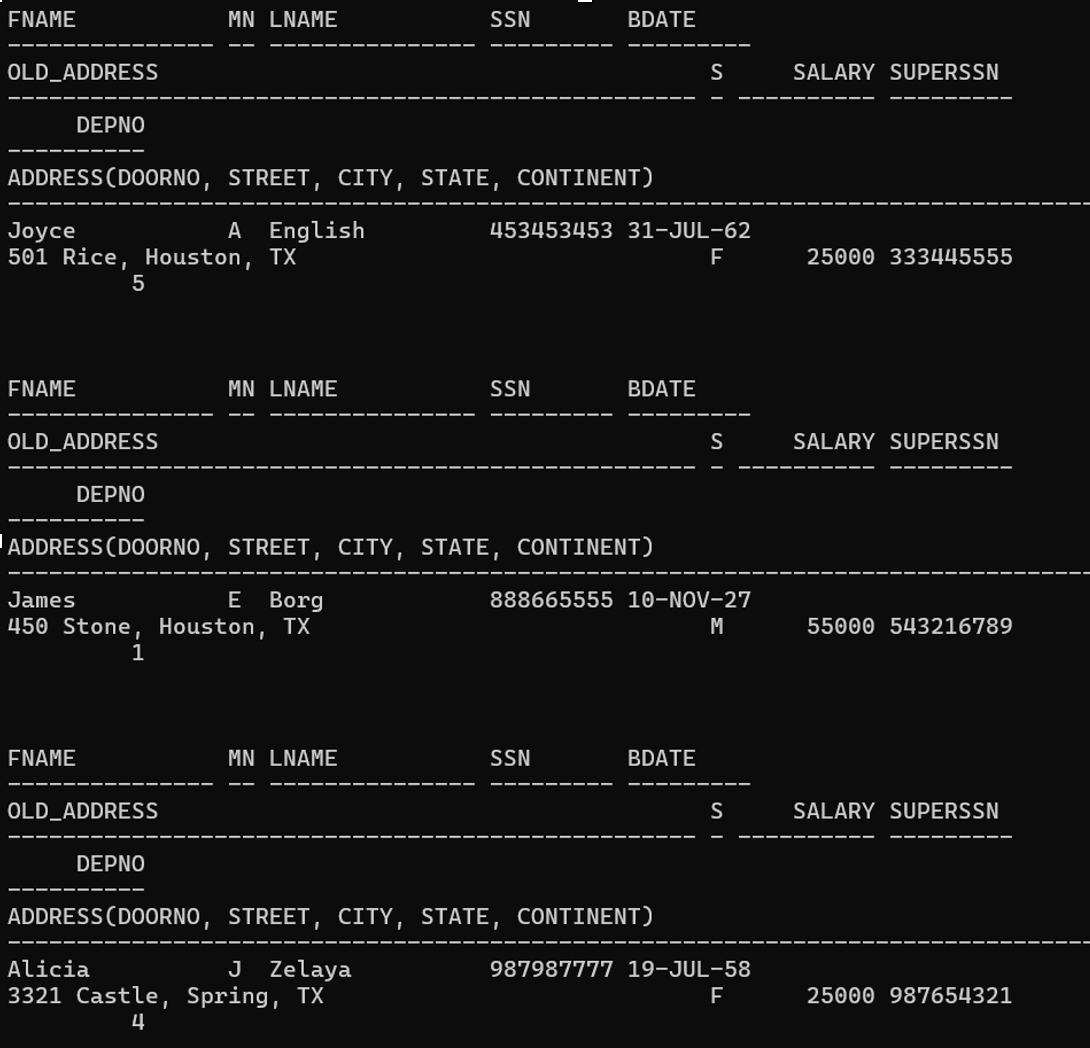 FNAME           MN LNAME           SSN       BDATE
--------------- -- --------------- --------- ---------
OLD_ADDRESS                                        S     SALARY SUPERSSN
-------------------------------------------------- - ---------- ---------
     DEPNO
----------
ADDRESS(DOORNO, STREET, CITY, STATE, CONTINENT)
--------------------------------------------------------------------------------
Joyce           A  English         453453453 31-JUL-62
501 Rice, Houston, TX                              F      25000 333445555
         5
FNAME           MN LNAME           SSN       BDATE
--------------- -- --------------- --------- ---------
OLD_ADDRESS                                        S     SALARY SUPERSSN
-------------------------------------------------- - ---------- ---------
     DEPNO
----------
ADDRESS(DOORNO, STREET, CITY, STATE, CONTINENT)
--------------------------------------------------------------------------------
James           E  Borg            888665555 10-NOV-27
450 Stone, Houston, TX                             M      55000 543216789
         1
FNAME           MN LNAME           SSN       BDATE
--------------- -- --------------- --------- ---------
OLD_ADDRESS                                        S     SALARY SUPERSSN
-------------------------------------------------- - ---------- ---------
     DEPNO
----------
ADDRESS(DOORNO, STREET, CITY, STATE, CONTINENT)
--------------------------------------------------------------------------------
Alicia          J  Zelaya          987987777 19-JUL-58
3321 Castle, Spring, TX                            F      25000 987654321
         4